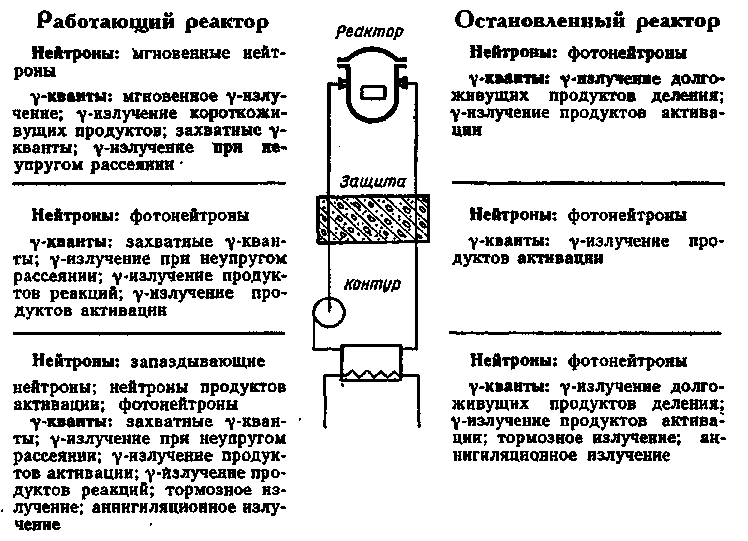 Работающий реактор
Нейтроны: мгновенные нейт-
роны
γ-кванты: мгновенное γ-излу-
чение; γ-излучение короткожи-
вущих продуктов; захватные γ-
кванты; γ-излучение при не-
упругом рассеянии
Нейтроны: фотонейтроны
γ-кванты: захватные γ-кван-
ты; γ-излучение при неупругом
рассеянии; γ-излучение продук-
тов реакций; γ-излучение про-
дуктов активации
Нейтроны: запаздывающие
нейтроны; нейтроны продуктов
активации; фотонейтроны
γ-кванты: захватные γ-кван-
ты; γ-излучение при неупругом
рассеянии; γ-излучение продук-
тов активации; γ-излучение про-
дуктов реакций; тормозное из-
лучение; аннигиляционное излу-
чение
Реактор
Защита
Контур
Остановленный реактор
Нейтроны: фотонейтроны
γ-кванты: γ-излучение долго-
живущих продуктов деления;
γ-излучение продуктов актива-
ции
Нейтроны: фотонейтроны
γ-кванты: γ-излучение про-
дуктов активации
Нейтроны: фотонейтроны
γ-кванты: γ-излучение долго-
живущих продуктов деления;
γ-излучение продуктов актива-
ции; тормозное излучение; ан-
нигиляционное излучение